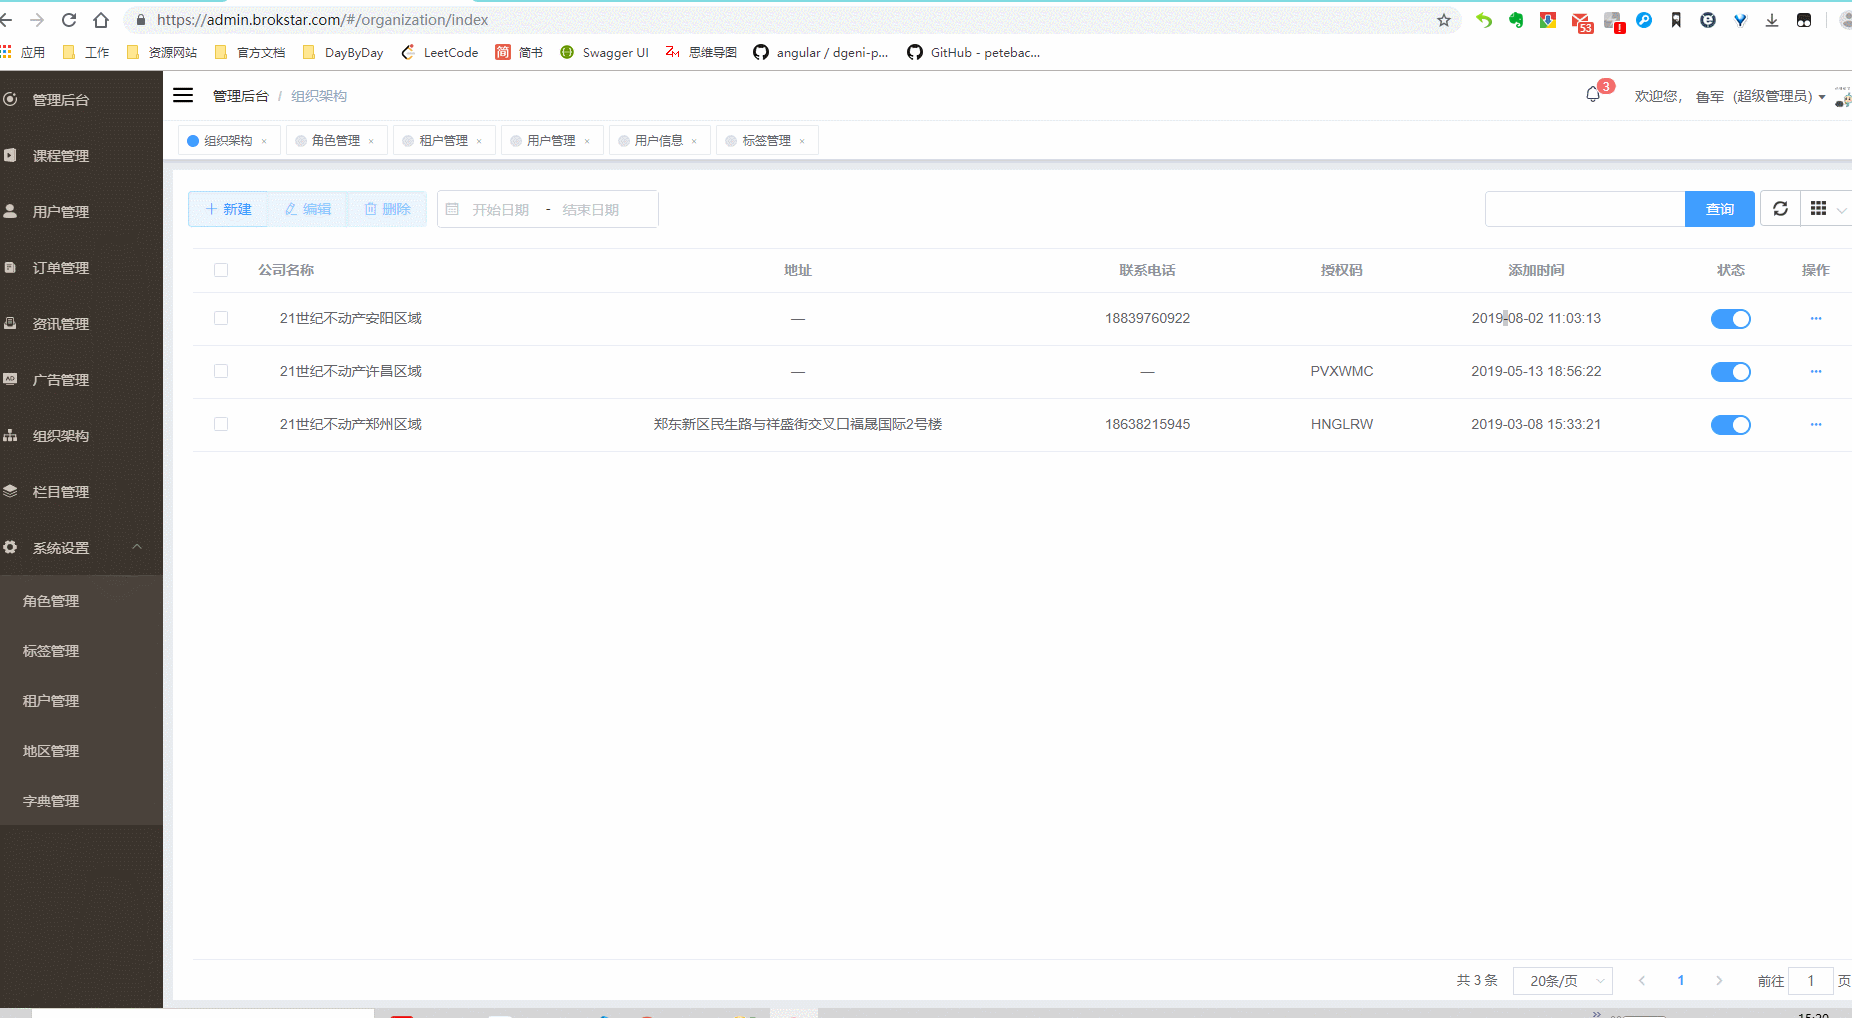 https://admin.brokstar.com/#/organization/index
53
!
应用 工作 资源网站 官方文档 DayByDay LeetCode 简 简书 Swagger UI ZM 思维导图 angular / dgeni-p... GitHub - petebac...
管理后台
课程管理
用户管理
订单管理
资讯管理
AD 广告管理
组织架构
栏目管理
系统设置
角色管理
标签管理
租户管理
地区管理
字典管理
管理后台 / 组织架构
3
欢迎您, 鲁军 (超级管理员)
组织架构 × 角色管理 × 租户管理 × 用户管理 × 用户信息 × 标签管理 ×
+ 新建 编辑 删除 开始日期 - 结束日期 查询
公司名称 地址 联系电话 授权码 添加时间 状态 操作
21世纪不动产安阳区域 — 18839760922 2019-08-02 11:03:13 ···
21世纪不动产许昌区域 — — PVXWMC 2019-05-13 18:56:22 ···
21世纪不动产郑州区域 郑东新区民生路与祥盛街交叉口福晟国际2号楼 18638215945 HNGLRW 2019-03-08 15:33:21 ···
共 3 条 20条/页 < 1 > 前往 1 页